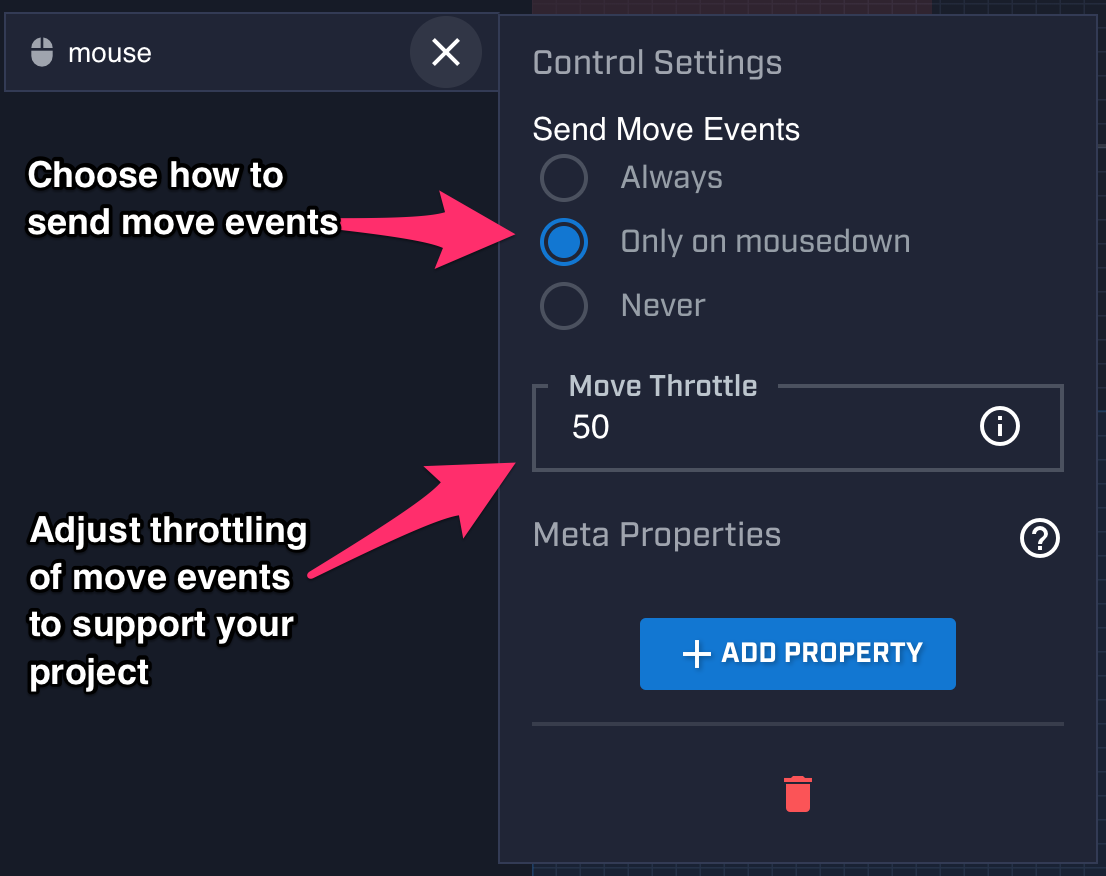 mouse
Control Settings
Send Move Events
Always
Only on mousedown
Never
Choose how to
send move events
Move Throttle
50
Adjust throttling
of move events
to support your
project
Meta Properties
ADD PROPERTY